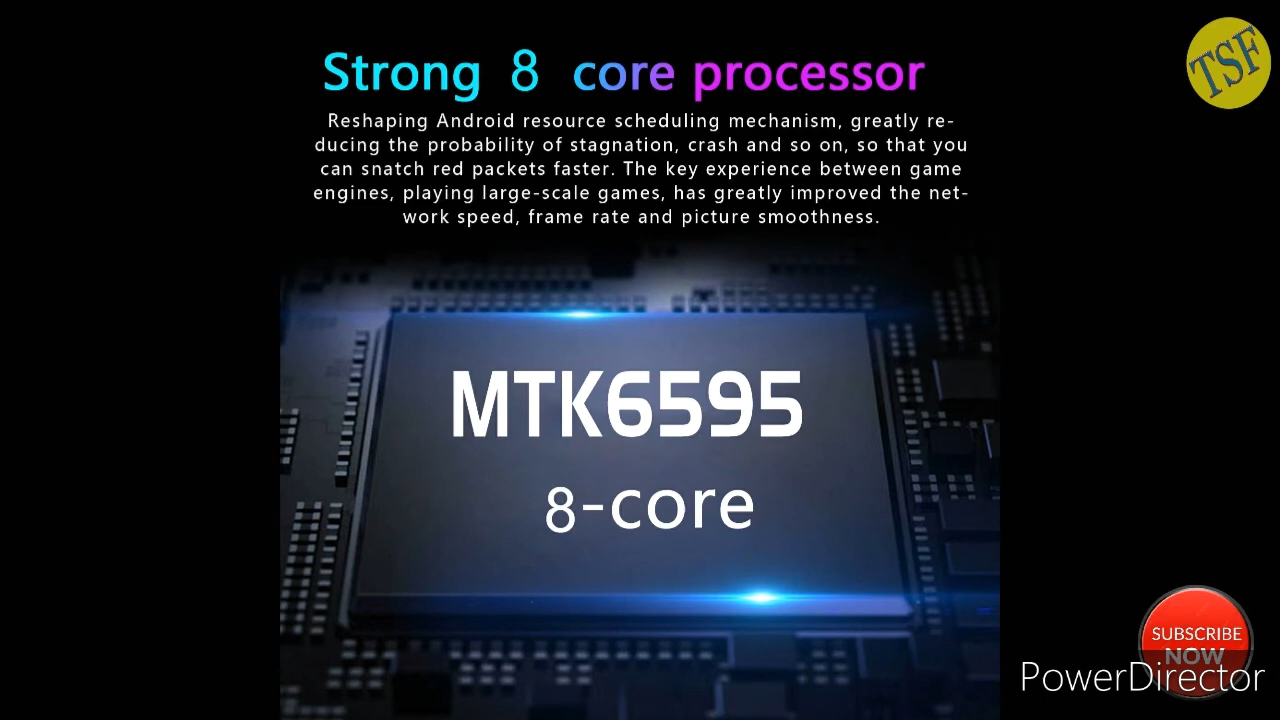 Strong 8 core processor
Reshaping Android resource scheduling mechanism, greatly re-
ducing the probability of stagnation, crash and so on, so that you
can snatch red packets faster. The key experience between game
engines, playing large-scale games, has greatly improved the net-
work speed, frame rate and picture smoothness.
MTK6595
8-core
TSF
SUBSCRIBE
NOW
PowerDirector